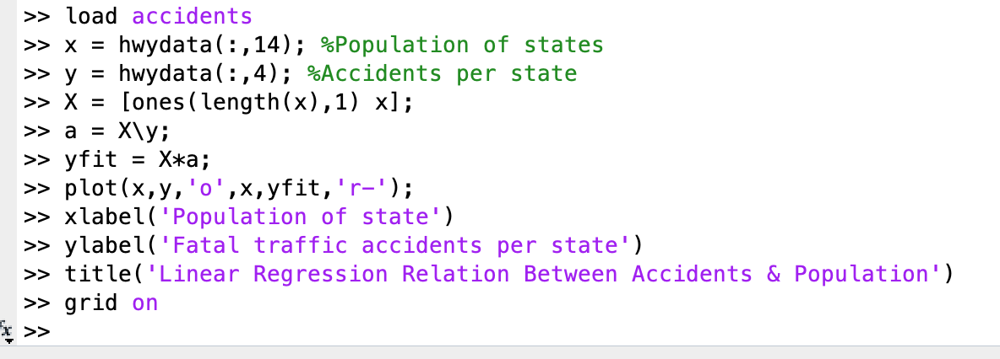 >> load accidents
>> x = hwydata(:,14); %Population of states
>> y = hwydata(:,4); %Accidents per state
>> X = [ones(length(x),1) x];
>> a = X\y;
>> yfit = X*a;
>> plot(x,y,'o',x,yfit,'r-');
>> xlabel('Population of state')
>> ylabel('Fatal traffic accidents per state')
>> title('Linear Regression Relation Between Accidents & Population')
>> grid on
fx >>